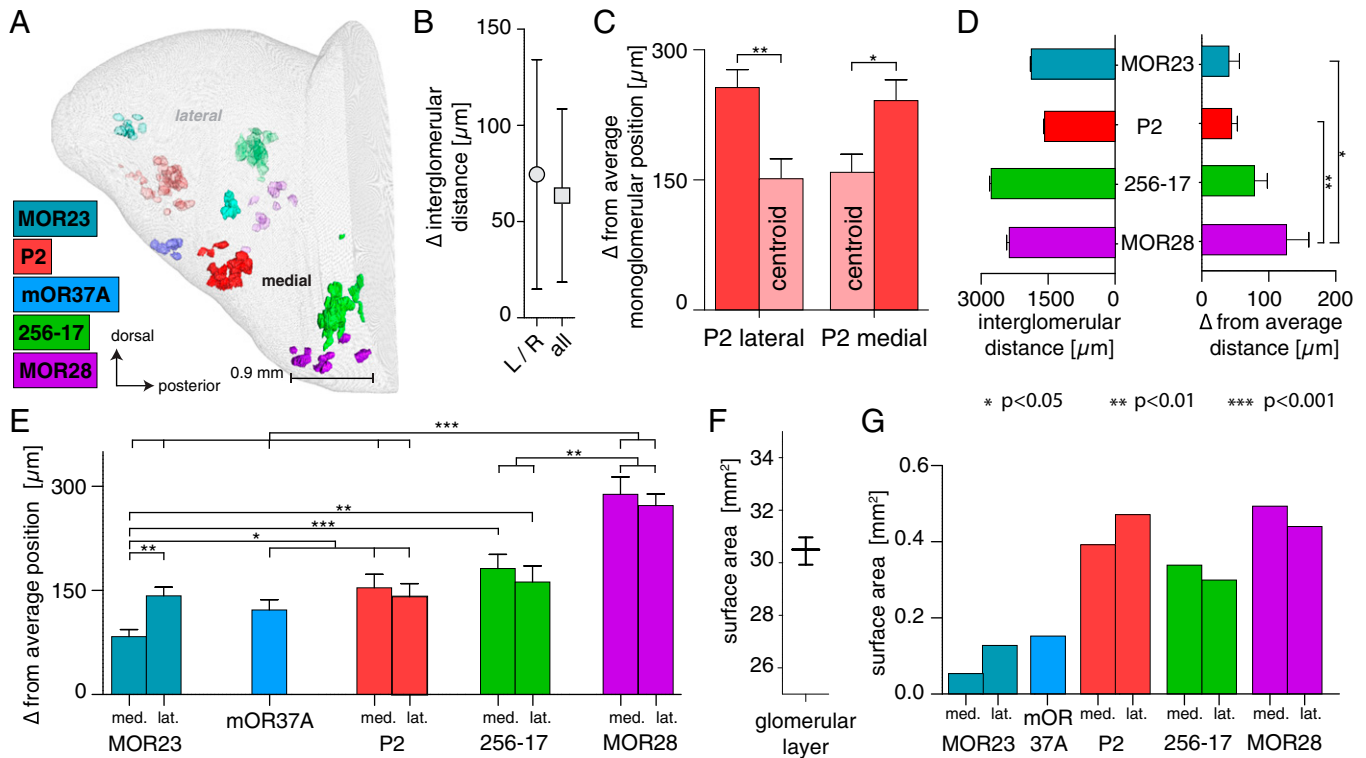 A
lateral
medial
MOR23
P2
mOR37A
256-17
MOR28
dorsal
posterior
0.9 mm
B
Δ interglomerular
distance [µm]
150
100
50
0
L / R
all
C
Δ from average
monoglomerular position [µm]
300
150
0
**
*
centroid
centroid
P2 lateral
P2 medial
D
MOR23
P2
256-17
MOR28
*
**
3000
1500
0
0
100
200
interglomerular
distance [µm]
Δ from average
distance [µm]
* p<0.05
** p<0.01
*** p<0.001
E
Δ from average position [µm]
300
150
0
***
**
**
***
*
**
med.
lat.
med.
lat.
med.
lat.
med.
lat.
MOR23
mOR37A
P2
256-17
MOR28
F
surface area [mm²]
34
32
30
28
26
glomerular
layer
G
surface area [mm²]
0.6
0.4
0.2
0.0
med.
lat.
mOR
med.
lat.
med.
lat.
med.
lat.
MOR23
37A
P2
256-17
MOR28